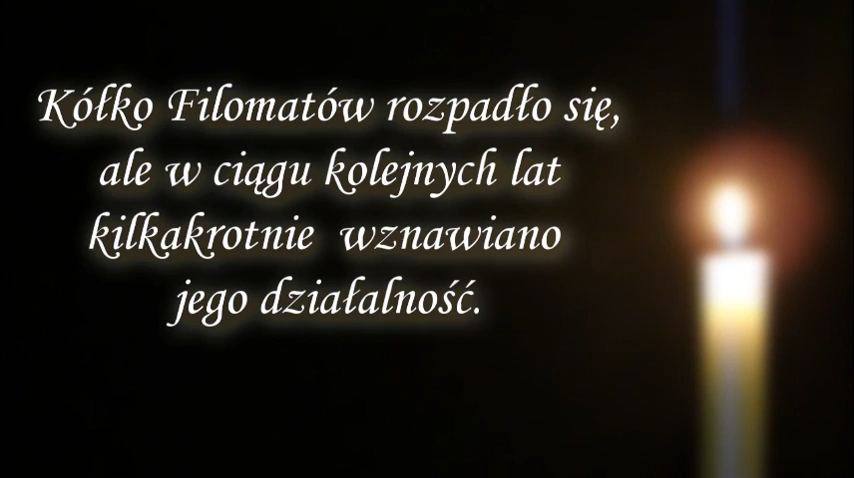 Kółko Filomatów rozpadło się,
ale w ciągu kolejnych lat
kilkakrotnie wznawiano
jego działalność.